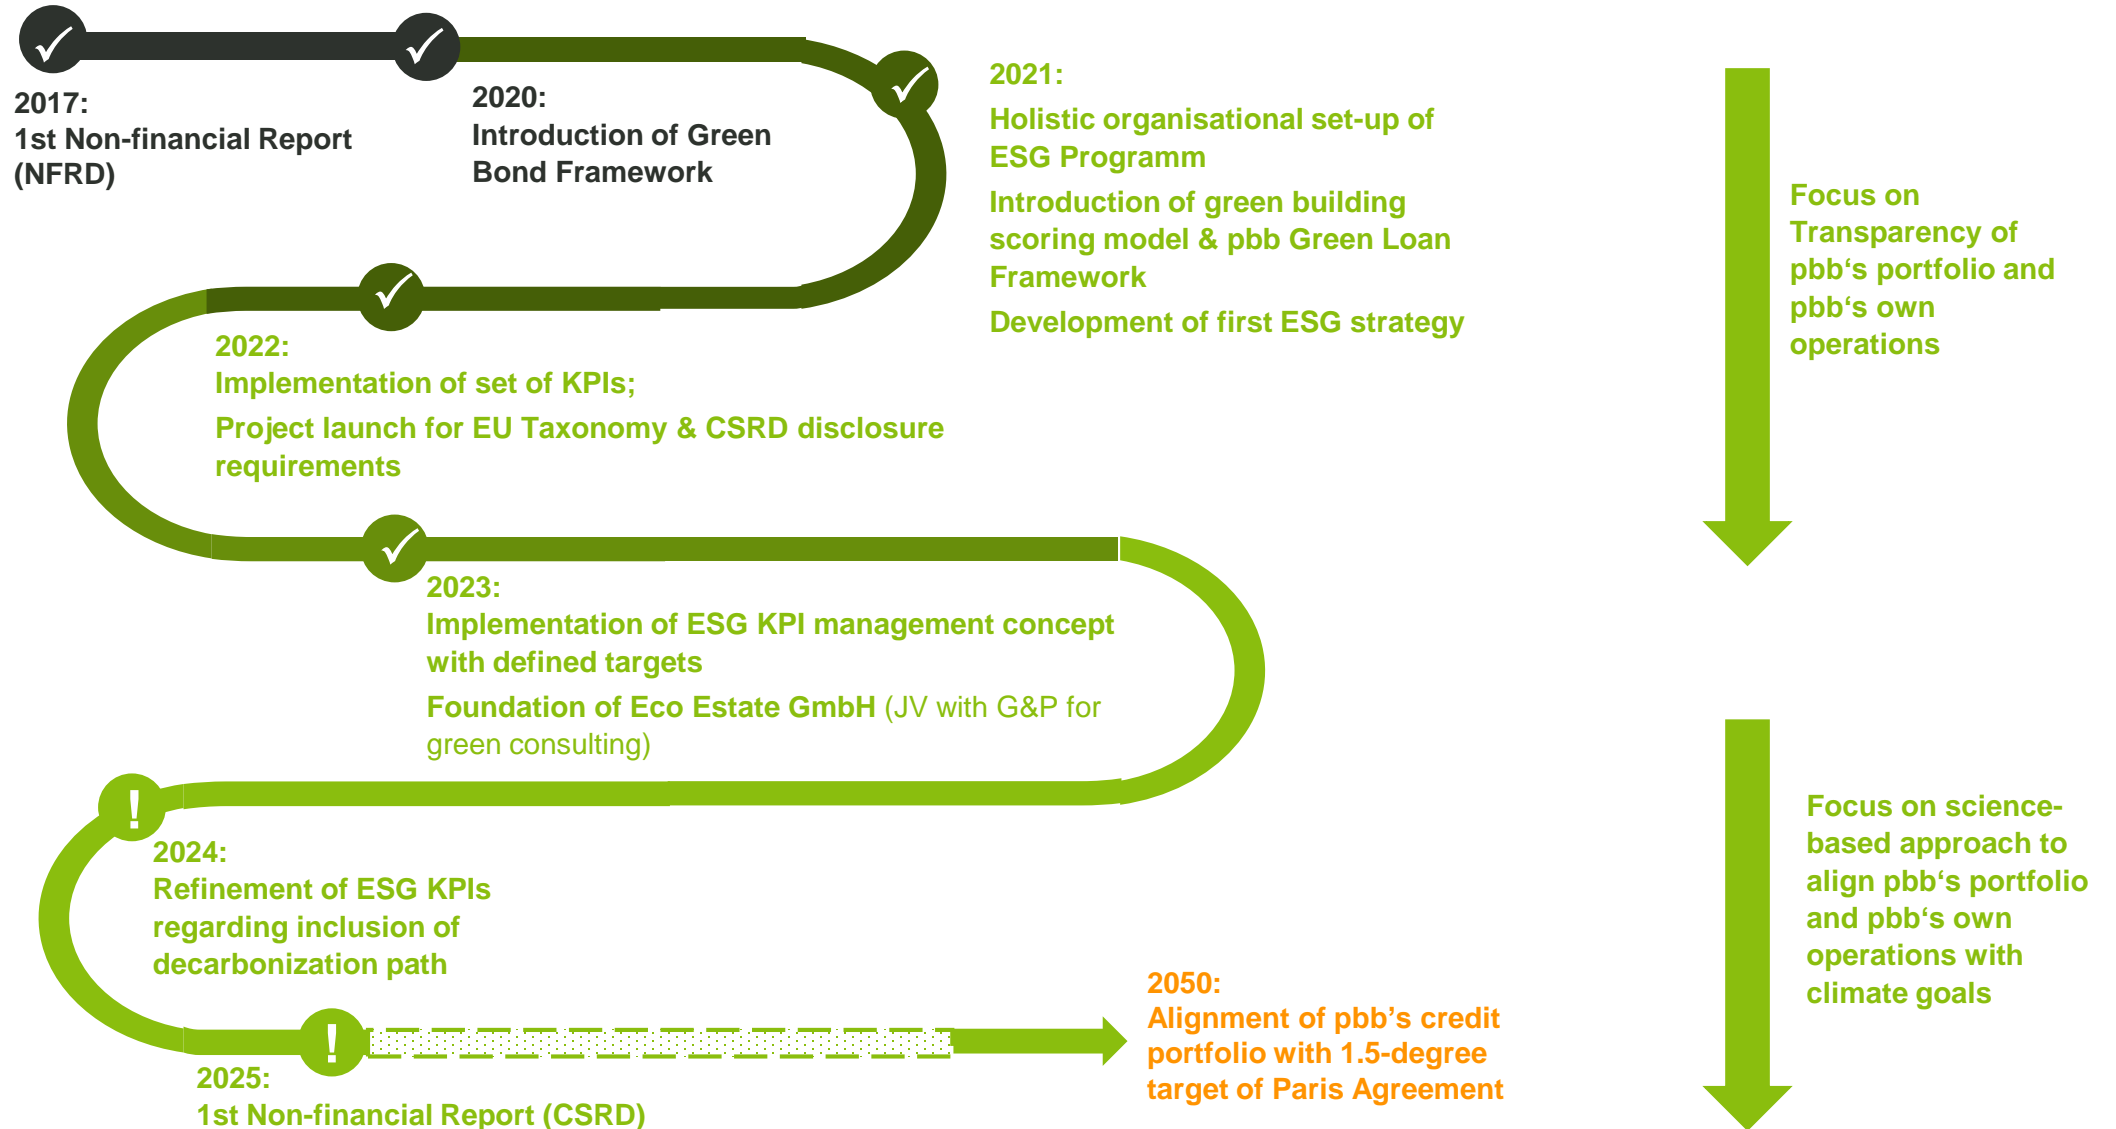 2017:
1st Non-financial Report
(NFRD)
2020:
Introduction of Green
Bond Framework
2021:
Holistic organisational set-up of
ESG Programm
Introduction of green building
scoring model & pbb Green Loan
Framework
Development of first ESG strategy
Focus on
Transparency of
pbb‘s portfolio and
pbb‘s own
operations
2022:
Implementation of set of KPIs;
Project launch for EU Taxonomy & CSRD disclosure
requirements
2023:
Implementation of ESG KPI management concept
with defined targets
Foundation of Eco Estate GmbH (JV with G&P for
green consulting)
!
2024:
Refinement of ESG KPIs
regarding inclusion of
decarbonization path
Focus on science-
based approach to
align pbb‘s portfolio
and pbb‘s own
operations with
climate goals
!
2025:
1st Non-financial Report (CSRD)
2050:
Alignment of pbb’s credit
portfolio with 1.5-degree
target of Paris Agreement